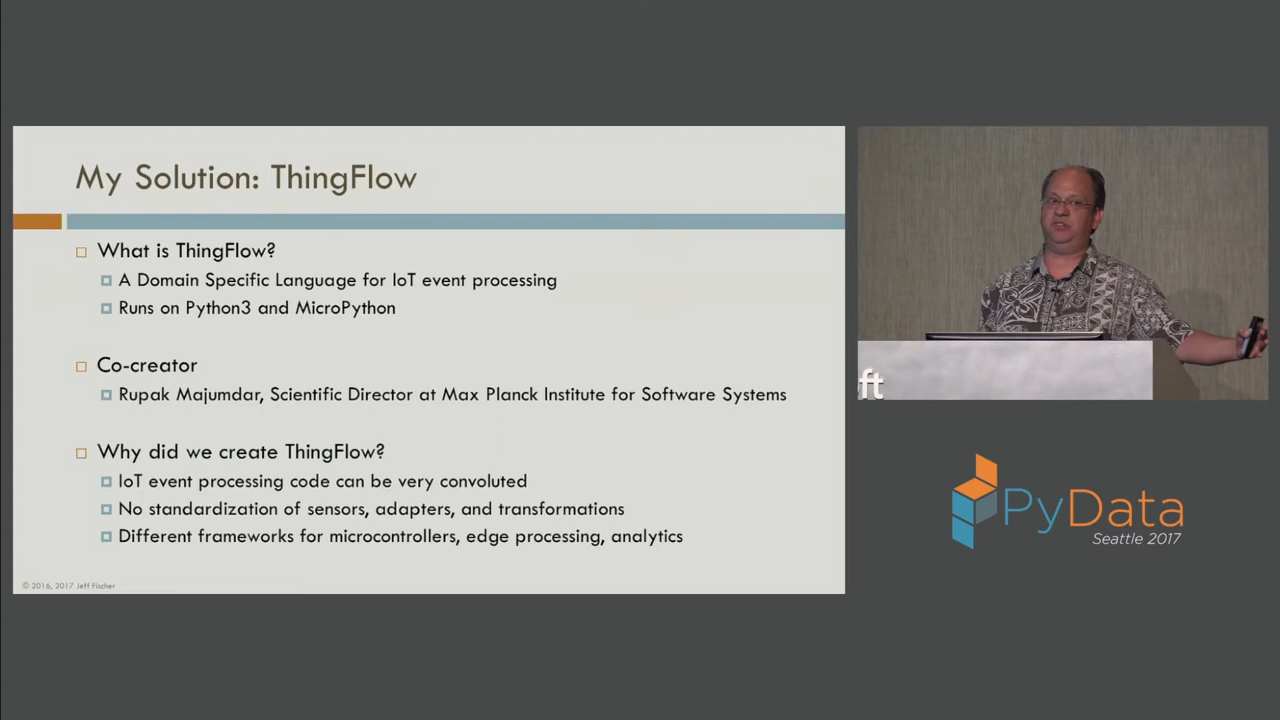 My Solution: ThingFlow
What is ThingFlow?
A Domain Specific Language for IoT event processing
Runs on Python3 and MicroPython
Co-creator
Rupak Majumdar, Scientific Director at Max Planck Institute for Software Systems
Why did we create ThingFlow?
IoT event processing code can be very convoluted
No standardization of sensors, adapters, and transformations
Different frameworks for microcontrollers, edge processing, analytics
© 2016, 2017 Jeff Fischer
ft
PyData
Seattle 2017